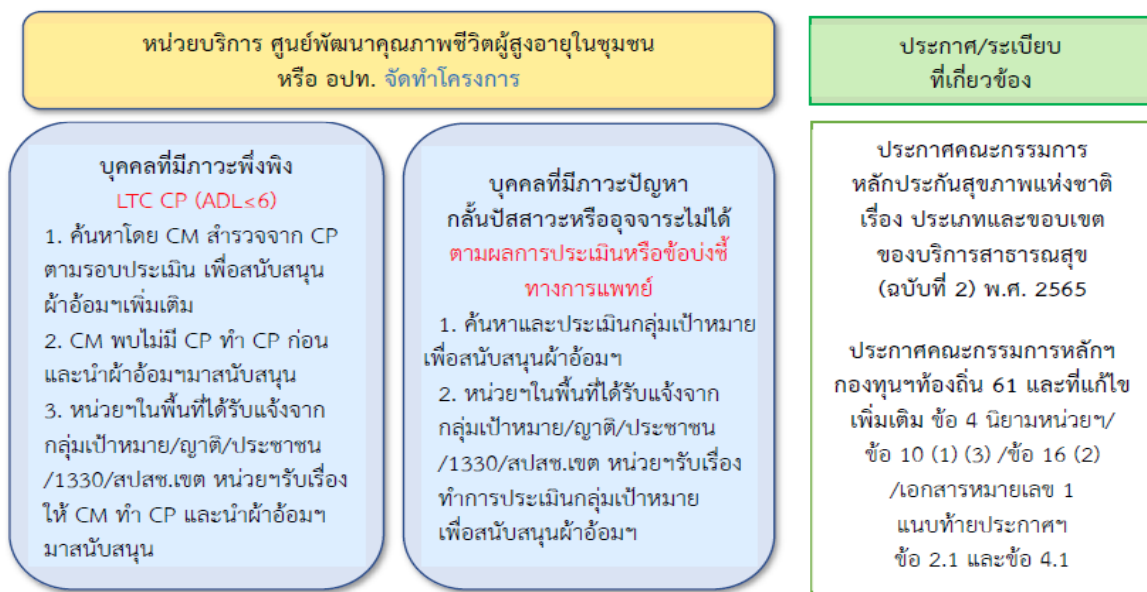 หน่วยบริการ ศูนย์พัฒนาคุณภาพชีวิตผู้สูงอายุในชุมชน
หรือ อปท. จัดทำโครงการ
บุคคลที่มีภาวะพึ่งพิง
LTC CP (ADL≤6)
1. ค้นหาโดย CM สำรวจจาก CP
ตามรอบประเมิน เพื่อสนับสนุน
ผ้าอ้อมฯเพิ่มเติม
2. CM พบไม่มี CP ทำ CP ก่อน
และนำผ้าอ้อมฯมาสนับสนุน
3. หน่วยฯในพื้นที่ได้รับแจ้งจาก
กลุ่มเป้าหมาย/ญาติ/ประชาชน
/1330/สปสช.เขต หน่วยฯรับเรื่อง
ให้ CM ทำ CP และนำผ้าอ้อมฯ
มาสนับสนุน
บุคคลที่มีภาวะปัญหา
กลั้นปัสสาวะหรืออุจจาระไม่ได้
ตามผลการประเมินหรือข้อบ่งชี้
ทางการแพทย์
1. ค้นหาและประเมินกลุ่มเป้าหมาย
เพื่อสนับสนุนผ้าอ้อมฯ
2. หน่วยฯในพื้นที่ได้รับแจ้งจาก
กลุ่มเป้าหมาย/ญาติ/ประชาชน
/1330/สปสช.เขต หน่วยฯรับเรื่อง
ทำการประเมินกลุ่มเป้าหมาย
เพื่อสนับสนุนผ้าอ้อมฯ
ประกาศ/ระเบียบ
ที่เกี่ยวข้อง
ประกาศคณะกรรมการ
หลักประกันสุขภาพแห่งชาติ
เรื่อง ประเภทและขอบเขต
ของบริการสาธารณสุข
(ฉบับที่ 2) พ.ศ. 2565
ประกาศคณะกรรมการหลักฯ
กองทุนฯท้องถิ่น 61 และที่แก้ไข
เพิ่มเติม ข้อ 4 นิยามหน่วยฯ/
ข้อ 10 (1) (3) /ข้อ 16 (2)
/เอกสารหมายเลข 1
แนบท้ายประกาศฯ
ข้อ 2.1 และข้อ 4.1